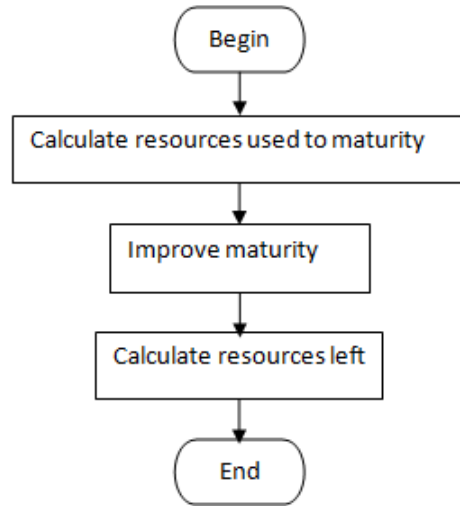 Begin
Calculate resources used to maturity
Improve maturity
Calculate resources left
End